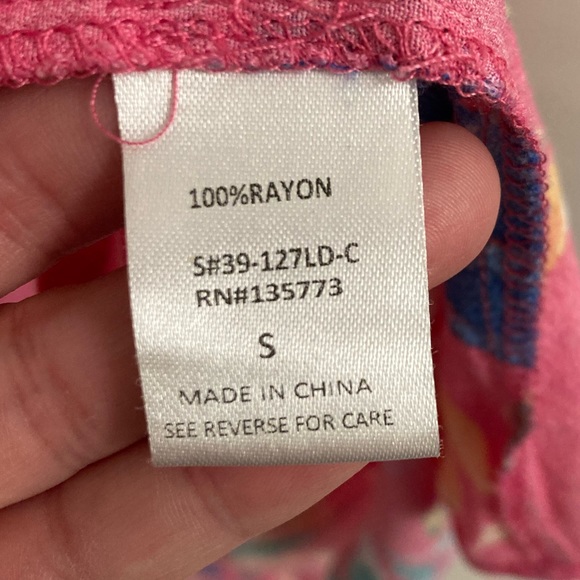 100%RAYON
S#39-127LD-C
RN#135773
S
MADE IN CHINA
SEE REVERSE FOR CARE